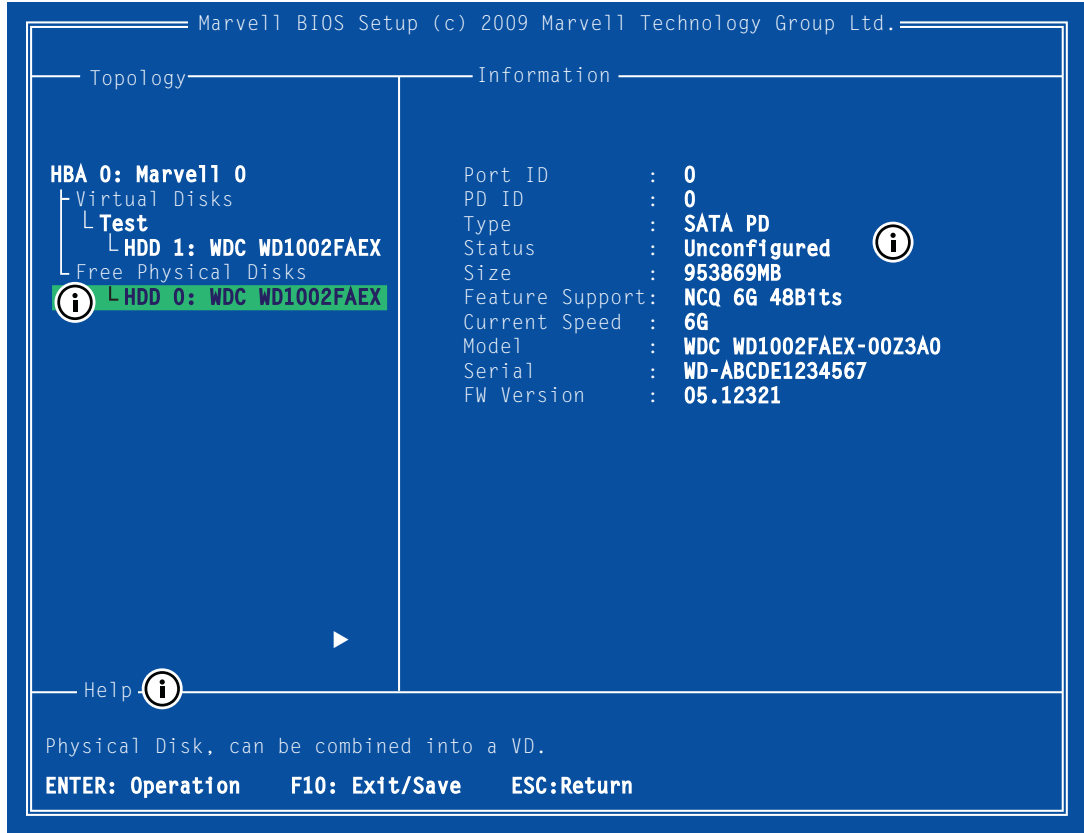 Marvell BIOS Setup (c) 2009 Marvell Technology Group Ltd.
Topology
HBA 0: Marvell 0
Virtual Disks
Test
HDD 1: WDC WD1002FAEX
Free Physical Disks
HDD 0: WDC WD1002FAEX
Information
Port ID : 0
PD ID : 0
Type : SATA PD
Status : Unconfigured
Size : 953869MB
Feature Support: NCQ 6G 48Bits
Current Speed : 6G
Model : WDC WD1002FAEX-00Z3A0
Serial : WD-ABCDE1234567
FW Version : 05.12321
Help
Physical Disk, can be combined into a VD.
ENTER: Operation F10: Exit/Save ESC:Return